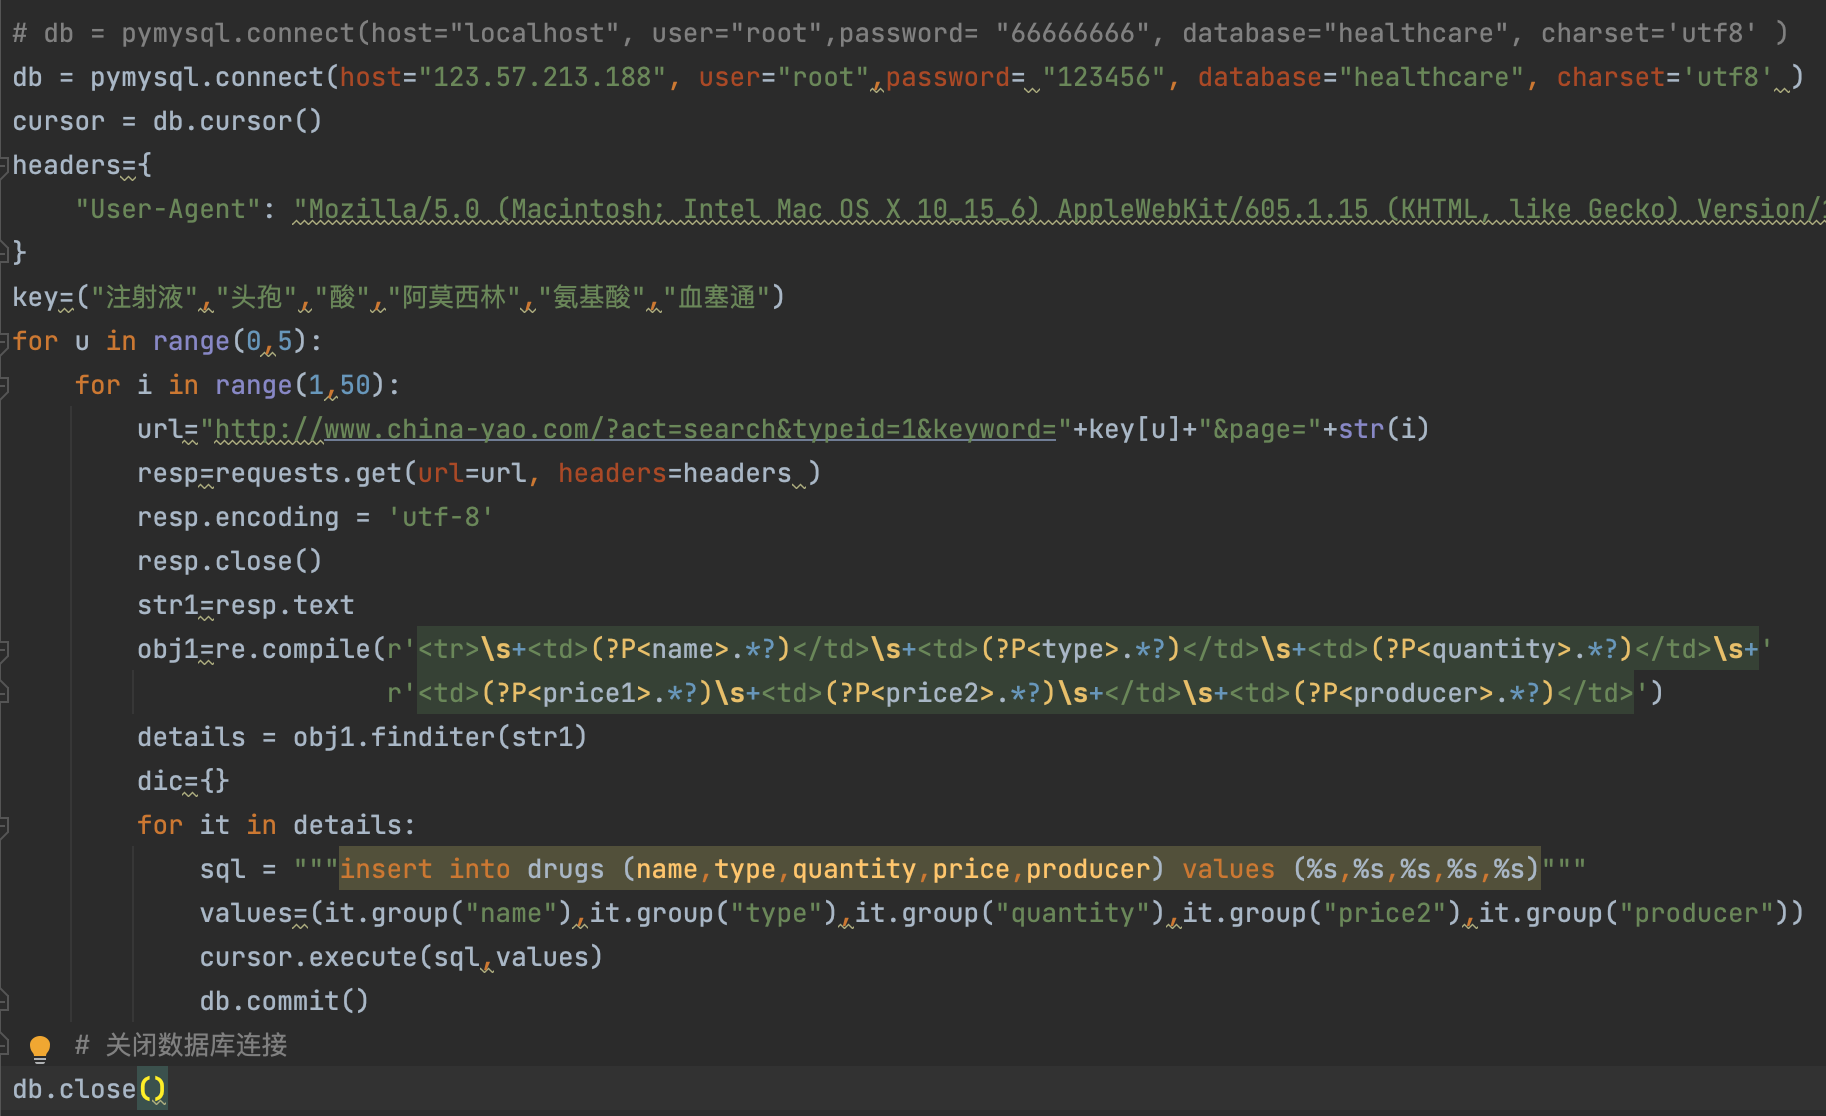 # db = pymysql.connect(host="localhost", user="root",password= "66666666", database="healthcare", charset='utf8' )
db = pymysql.connect(host="123.57.213.188", user="root",password= "123456", database="healthcare", charset='utf8' )
cursor = db.cursor()
headers={
    "User-Agent": "Mozilla/5.0 (Macintosh; Intel Mac OS X 10_15_6) AppleWebKit/605.1.15 (KHTML, like Gecko) Version/
}
key=("注射液","头孢","酸","阿莫西林","氨基酸","血塞通")
for u in range(0,5):
    for i in range(1,50):
        url="http://www.china-yao.com/?act=search&typeid=1&keyword="+key[u]+"&page="+str(i)
        resp=requests.get(url=url, headers=headers )
        resp.encoding = 'utf-8'
        resp.close()
        str1=resp.text
        obj1=re.compile(r'<tr>\s+<td>(?P<name>.*?)</td>\s+<td>(?P<type>.*?)</td>\s+<td>(?P<quantity>.*?)</td>\s+'
                        r'<td>(?P<price1>.*?)\s+<td>(?P<price2>.*?)\s+</td>\s+<td>(?P<producer>.*?)</td>')
        details = obj1.finditer(str1)
        dic={}
        for it in details:
            sql = """insert into drugs (name,type,quantity,price,producer) values (%s,%s,%s,%s,%s)"""
            values=(it.group("name"),it.group("type"),it.group("quantity"),it.group("price2"),it.group("producer"))
            cursor.execute(sql,values)
            db.commit()
    # 关闭数据库连接
db.close()